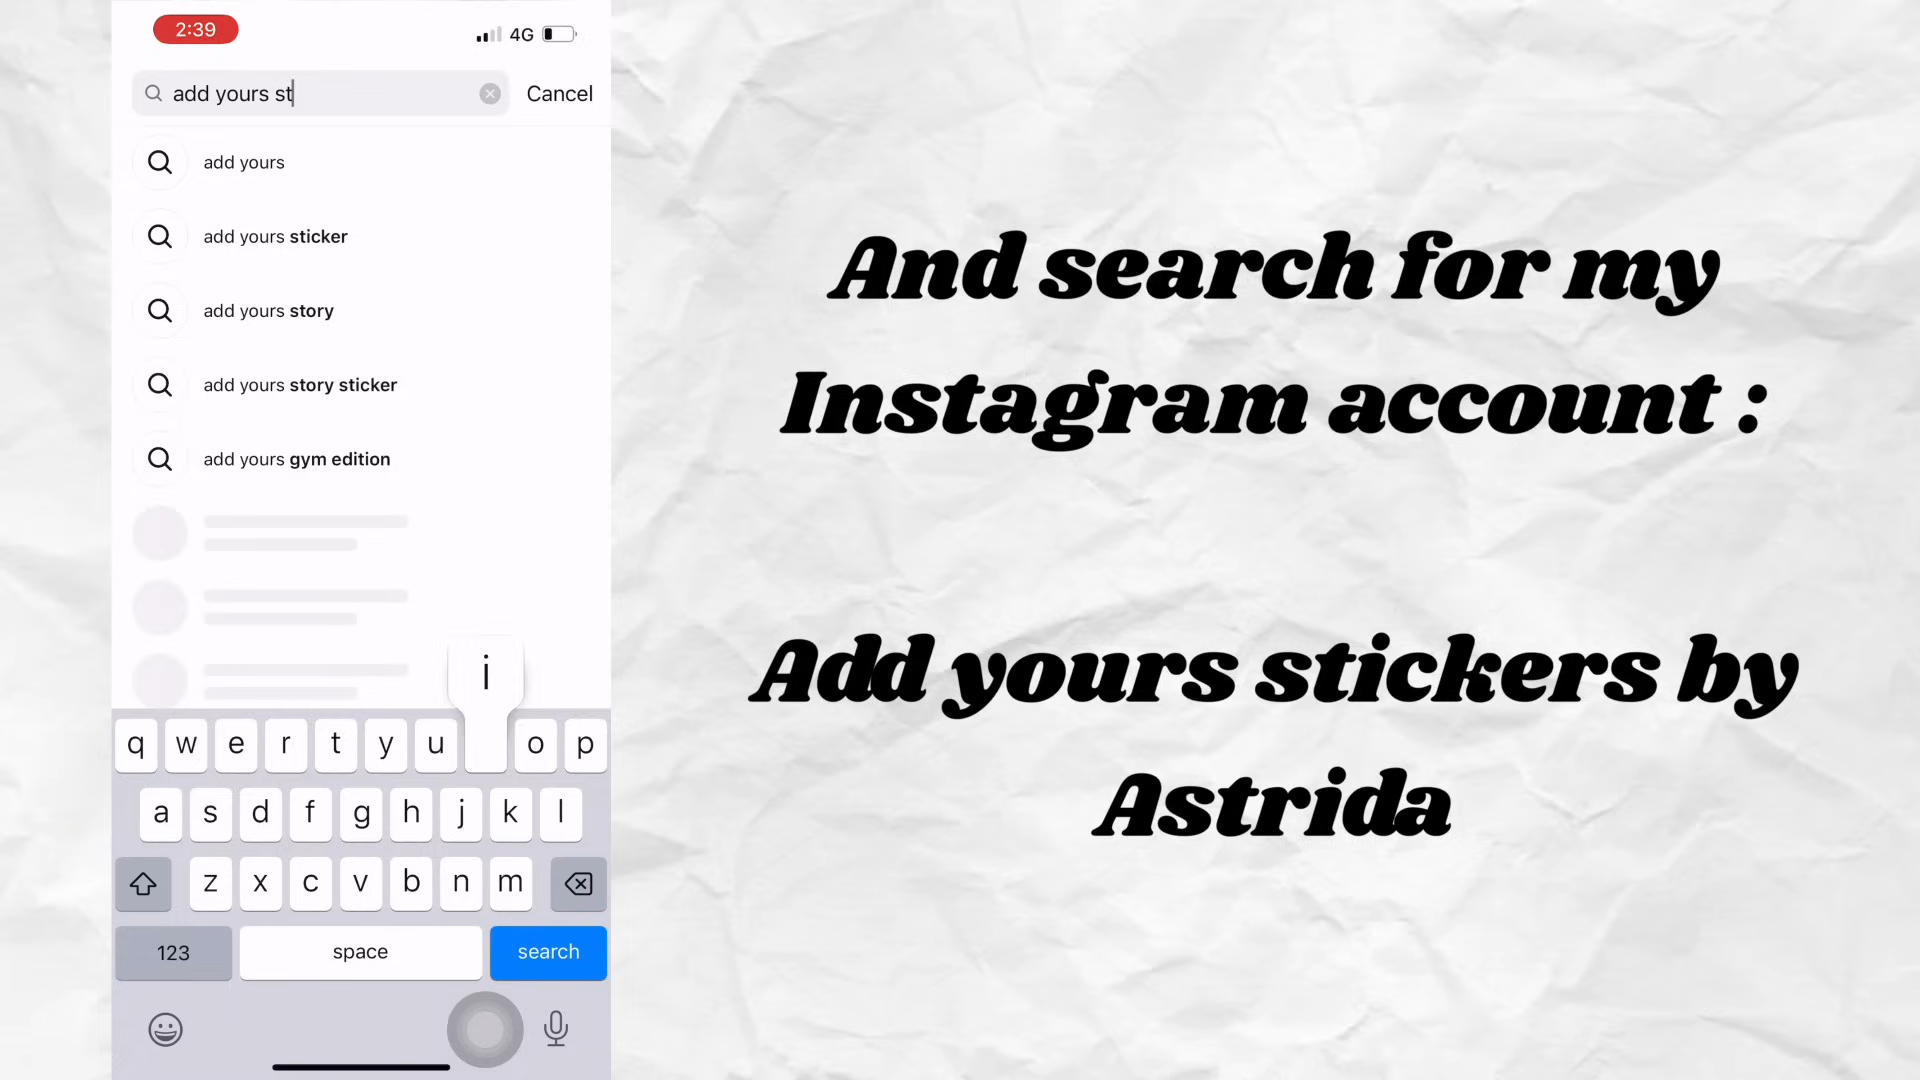 2:39
4G
add yours st
Cancel
add yours
add yours sticker
add yours story
add yours story sticker
add yours gym edition
i
q w e r t y u o p
a s d f g h j k l
z x c v b n m
123
space
search
And search for my
Instagram account :
Add yours stickers by
Astrida